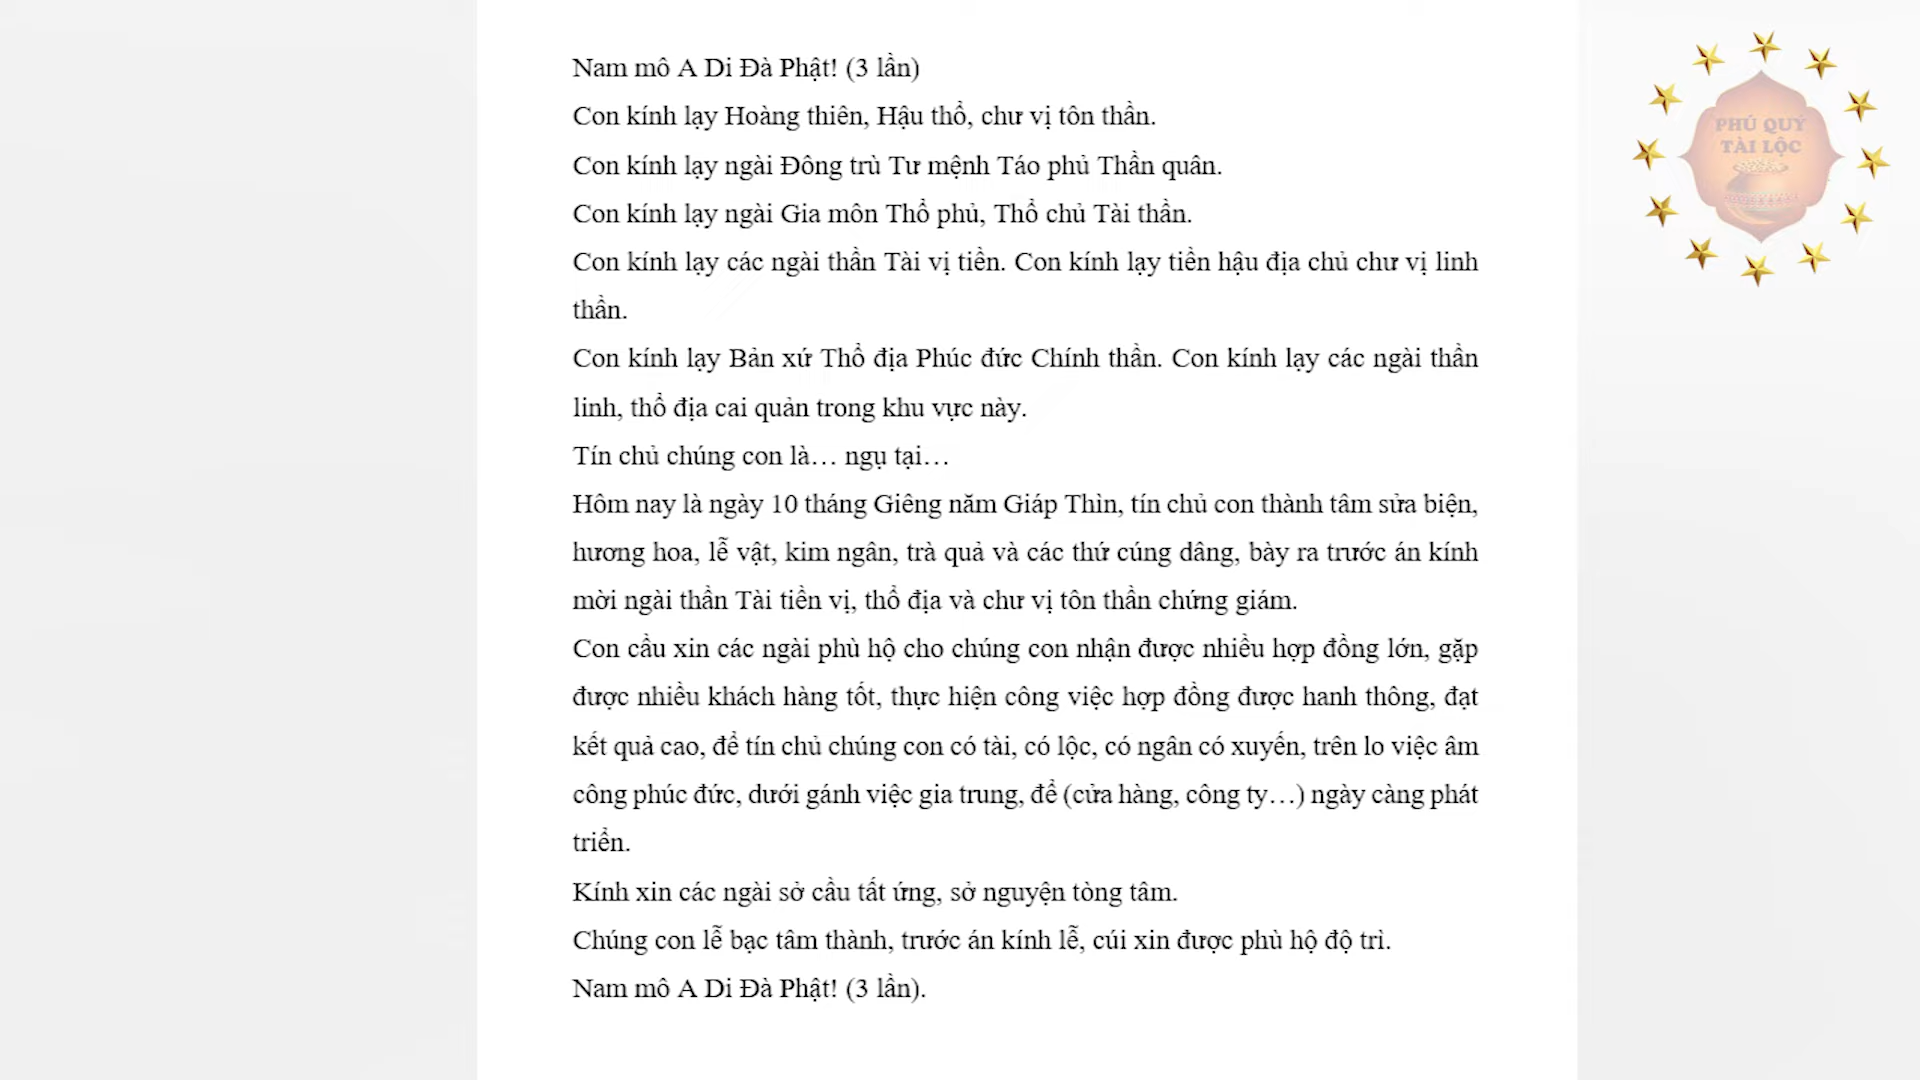 Nam mô A Di Đà Phật! (3 lần)
Con kính lạy Hoàng thiên, Hậu thổ, chư vị tôn thần.
Con kính lạy ngài Đông trù Tư mệnh Táo phủ Thần quân.
Con kính lạy ngài Gia môn Thổ phủ, Thổ chủ Tài thần.
Con kính lạy các ngài thần Tài vị tiền. Con kính lạy tiền hậu địa chủ chư vị linh
thần.
Con kính lạy Bản xứ Thổ địa Phúc đức Chính thần. Con kính lạy các ngài thần
linh, thổ địa cai quản trong khu vực này.
Tín chủ chúng con là… ngụ tại…
Hôm nay là ngày 10 tháng Giêng năm Giáp Thìn, tín chủ con thành tâm sửa biện,
hương hoa, lễ vật, kim ngân, trà quả và các thứ cúng dâng, bày ra trước án kính
mời ngài thần Tài tiền vị, thổ địa và chư vị tôn thần chứng giám.
Con cầu xin các ngài phù hộ cho chúng con nhận được nhiều hợp đồng lớn, gặp
được nhiều khách hàng tốt, thực hiện công việc hợp đồng được hanh thông, đạt
kết quả cao, để tín chủ chúng con có tài, có lộc, có ngân có xuyến, trên lo việc âm
công phúc đức, dưới gánh việc gia trung, để (cửa hàng, công ty…) ngày càng phát
triển.
Kính xin các ngài sở cầu tất ứng, sở nguyện tòng tâm.
Chúng con lễ bạc tâm thành, trước án kính lễ, cúi xin được phù hộ độ trì.
Nam mô A Di Đà Phật! (3 lần).
PHÚ QUÝ
TÀI LỘC